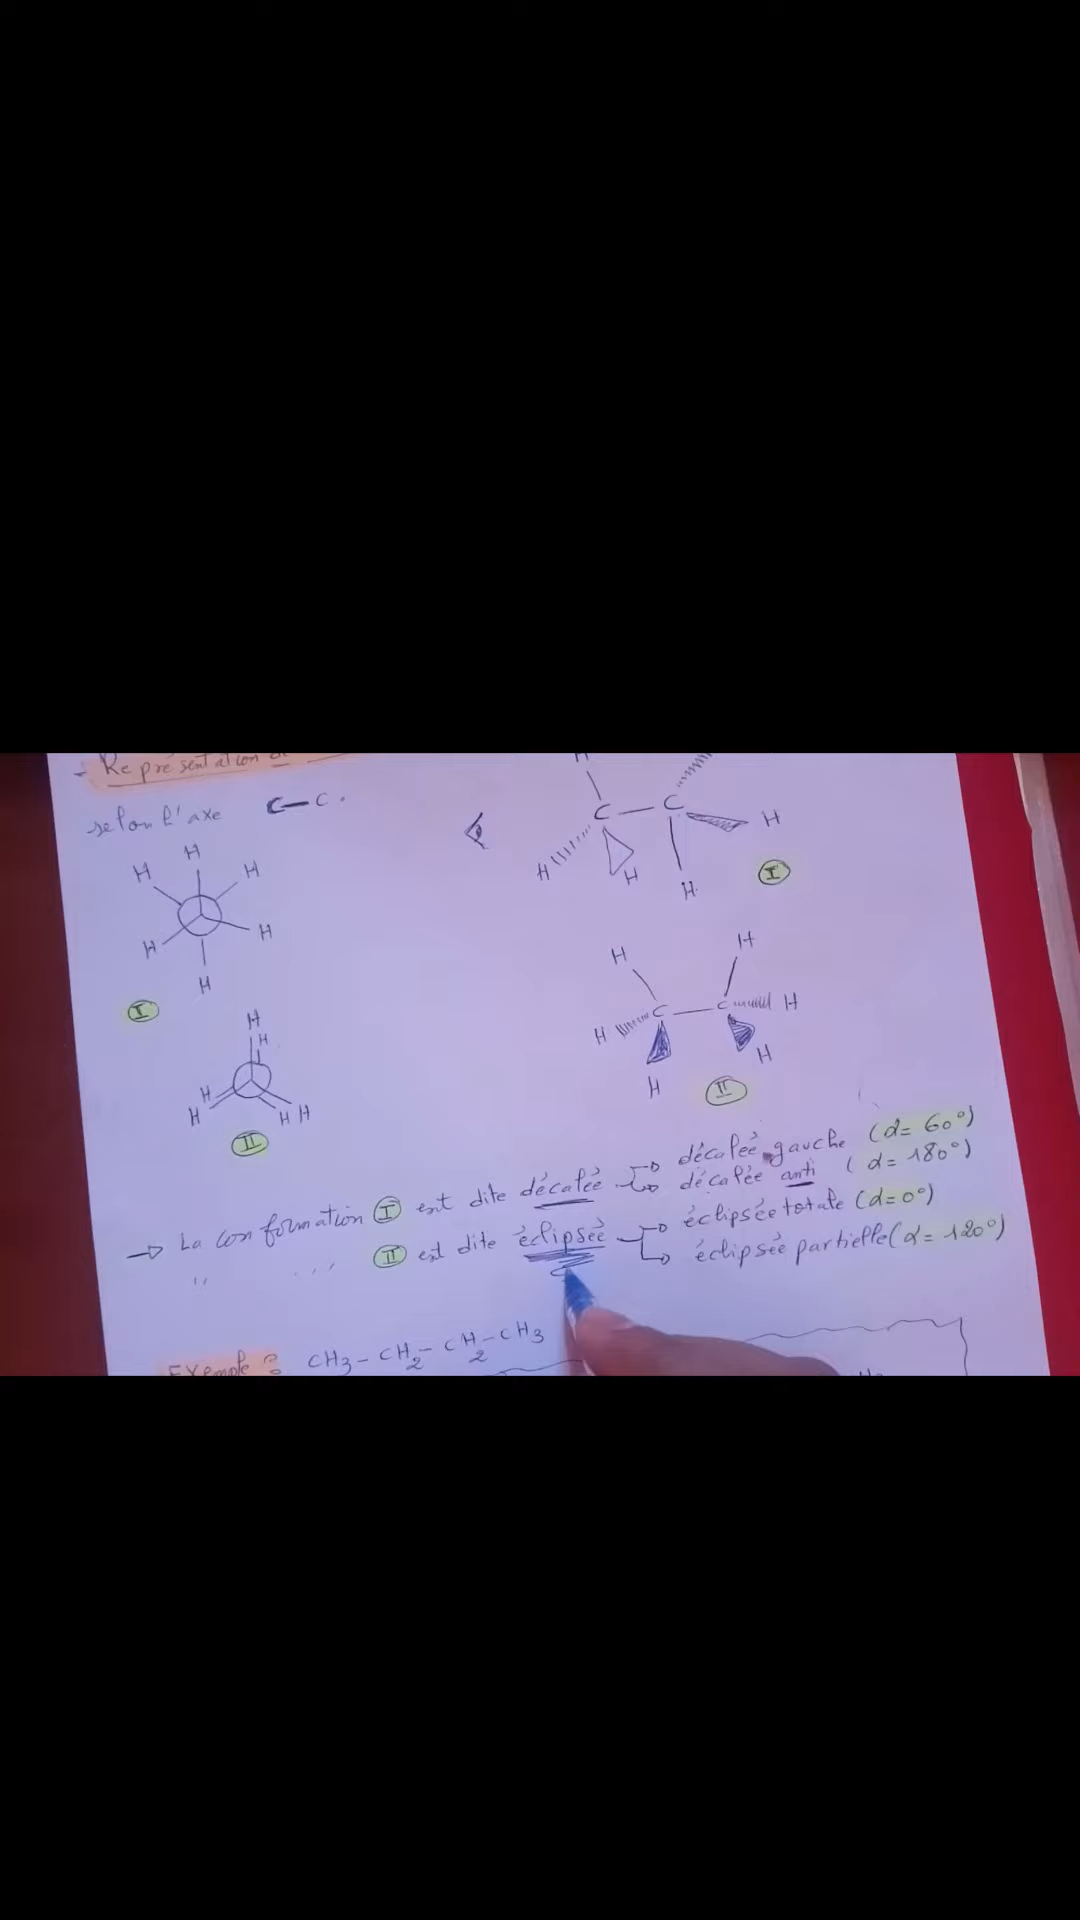 - Représentation de
selon l'axe C-C.
H
H
H
H
H
H
I
H
H
H
H
H
H
II
C
C
H
H
H
H
I
H
H
C
C
H
H
H
H
II
→ La conformation I est dite décalée → décalée gauche (α = 60°)
→ décalée anti (α = 180°)
" ... II est dite éclipsée → éclipsée totale (α = 0°)
→ éclipsée partielle (α = 120°)
Exemple : CH3 - CH2 - CH2 - CH3